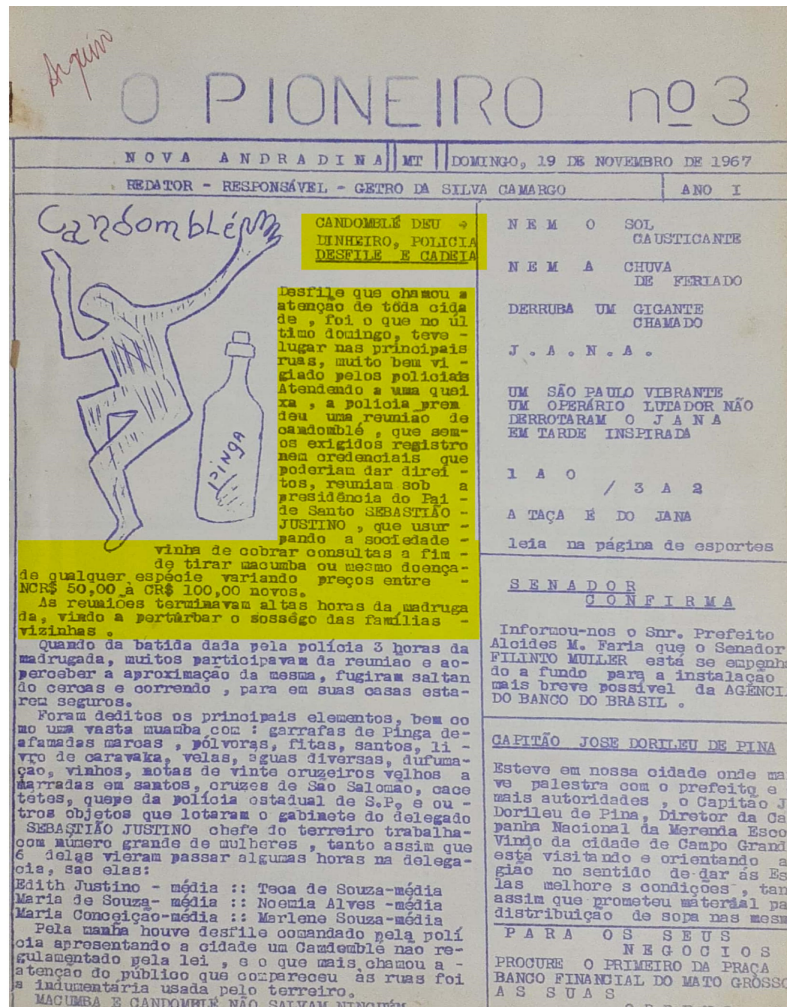 Arquivo
O PIONEIRO nº 3
NOVA ANDRADINA MT DOMINGO, 19 DE NOVEMBRO DE 1967
REDATOR - RESPONSÁVEL - GETRO DA SILVA CAMARGO ANO I
Candomblé
PINGA
CANDOMBLÉ DEU
DINHEIRO, POLICIA
DESFILE E CADEIA
Desfile que chamou a
atenção de tôda cida
de , foi o que no úl
timo domingo, teve -
lugar nas principais
ruas, muito bem vi -
giado pelos policiais
Atendendo a uma quei
xa , a policia pren
deu uma reunião de
candomblé , que sem-
os exigidos registro
nem credenciais que
poderiam dar direi -
tos, reuniam sob a
presidência do Pai -
de Santo SEBASTIÃO -
JUSTINO , que usur -
pando a sociedade -
vinha de cobrar consultas a fim -
de tirar macumba ou mesmo doença-
de qualquer espécie variando preços entre -
NCR$ 50,00 à CR$ 100,00 novos.
As reuniões terminavam altas horas da madruga
da, vindo a perturbar o sosségo das famílias -
vizinhas .
Quando da batida dada pela polícia 3 horas da
madrugada, muitos participavam da reunião e ao-
perceber a aproximação da mesma, fugiram saltan
do cercas e correndo , para em suas casas esta-
rem seguros.
Foram deditos os principais elementos, bem co
mo uma vasta muamba com : garrafas de Pinga de-
afamadas marcas , pólvoras, fitas, santos, li -
vro de caravaka, velas, aguas diversas, dufuma-
ção, vinhos, notas de vinte cruzeiros velhos a
marradas em santos, cruzes de São Salomão, cace
tétes, quepe da polícia estadual de S.P. e ou -
tros objetos que lotaram o gabinete do delegado
SEBASTIÃO JUSTINO chefe do terreiro trabalha-
com número grande de mulheres , tanto assim que
6 delas vieram passar algumas horas na delega-
cia, são elas:
Edith Justino - média :: Teca de Souza-média
Maria de Souza- média :: Noemia Alves -média
Maria Conceição-média :: Marlene Souza-média
Pela manhã houve desfile comandado pela polí
cia apresentando a cidade um Camdemblé não re-
gulamentado pela lei , e o que mais chamou a -
atenção do público que compareceu às ruas foi
a indumentária usada pelo terreiro.
MACUMBA E CANDOMBLÉ NÃO SALVAM NINGUÉM
NEM O SOL
CAUSTICANTE
NEM A CHUVA
DE FERIADO
DERRUBA UM GIGANTE
CHAMADO
J.A.N.A.
UM SÃO PAULO VIBRANTE
UM OPERÁRIO LUTADOR NÃO
DERROTARAM O JANA
EM TARDE INSPIRADA
1 A 0
/ 3 A 2
A TAÇA É DO JANA
leia na página de esportes
SENADOR
CONFIRMA
Informou-nos o Snr. Prefeito
Alcides M. Faria que o Senador
FILINTO MULLER está se empenh
do a fundo para a instalação
mais breve possível da AGÊNCI
DO BANCO DO BRASIL .
CAPITÃO JOSE DORILEU DE PINA
Esteve em nossa cidade onde ma
ve palestra com o prefeito e
mais autoridades , o Capitão J
Dorileu de Pina, Diretor da Ca
panha Nacional da Merenda Esco
Vindo da cidade de Campo Grand
está visitando e orientando a
gião no sentido de dar ás Es
las melhore s condições , tan
assim que prometeu material pa
distribuição de sopa nas mesm
PARA OS SEUS
NEGOCIOS
PROCURE O PRIMEIRO DA PRAÇA
BANCO FINANCIAL DO MATO GRÔSSO
AS SUAS